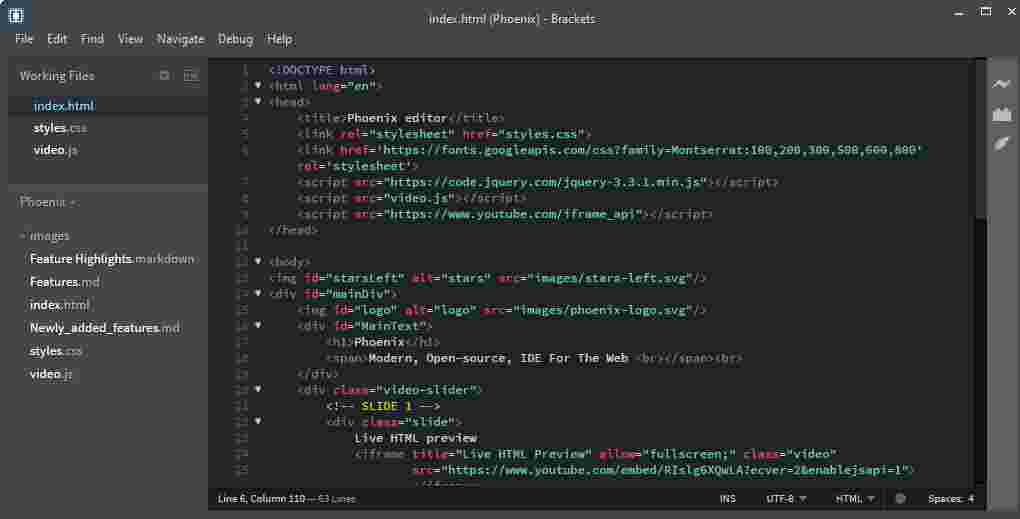 index.html (Phoenix) - Brackets
File Edit Find View Navigate Debug Help
Working Files
index.html
styles.css
video.js
Phoenix
images
Feature Highlights.markdown
Features.md
index.html
Newly_added_features.md
styles.css
video.js
1 <!DOCTYPE html>
2 <html lang="en">
3 <head>
4 <title>Phoenix editor</title>
5 <link rel="stylesheet" href="styles.css">
6 <link href='https://fonts.googleapis.com/css?family=Montserrat:100,200,300,500,600,800'
rel='stylesheet'>
7 <script src="https://code.jquery.com/jquery-3.3.1.min.js"></script>
8 <script src="video.js"></script>
9 <script src="https://www.youtube.com/iframe_api"></script>
10 </head>
11
12 <body>
13 <img id="starsLeft" alt="stars" src="images/stars-left.svg"/>
14 <div id="mainDiv">
15 <img id="logo" alt="logo" src="images/phoenix-logo.svg"/>
16 <div id="MainText">
17 <h1>Phoenix</h1>
18 <span>Modern, Open-source, IDE For The Web <br></span><br>
19 </div>
20 <div class="video-slider">
21 <!-- SLIDE 1 -->
22 <div class="slide">
23 Live HTML preview
24 <iframe title="Live HTML Preview" allow="fullscreen;" class="video"
25 src="https://www.youtube.com/embed/RIslg6XQwLA?ecver=2&enablejsapi=1">
Line 6, Column 110 — 63 Lines INS UTF-8 HTML Spaces: 4